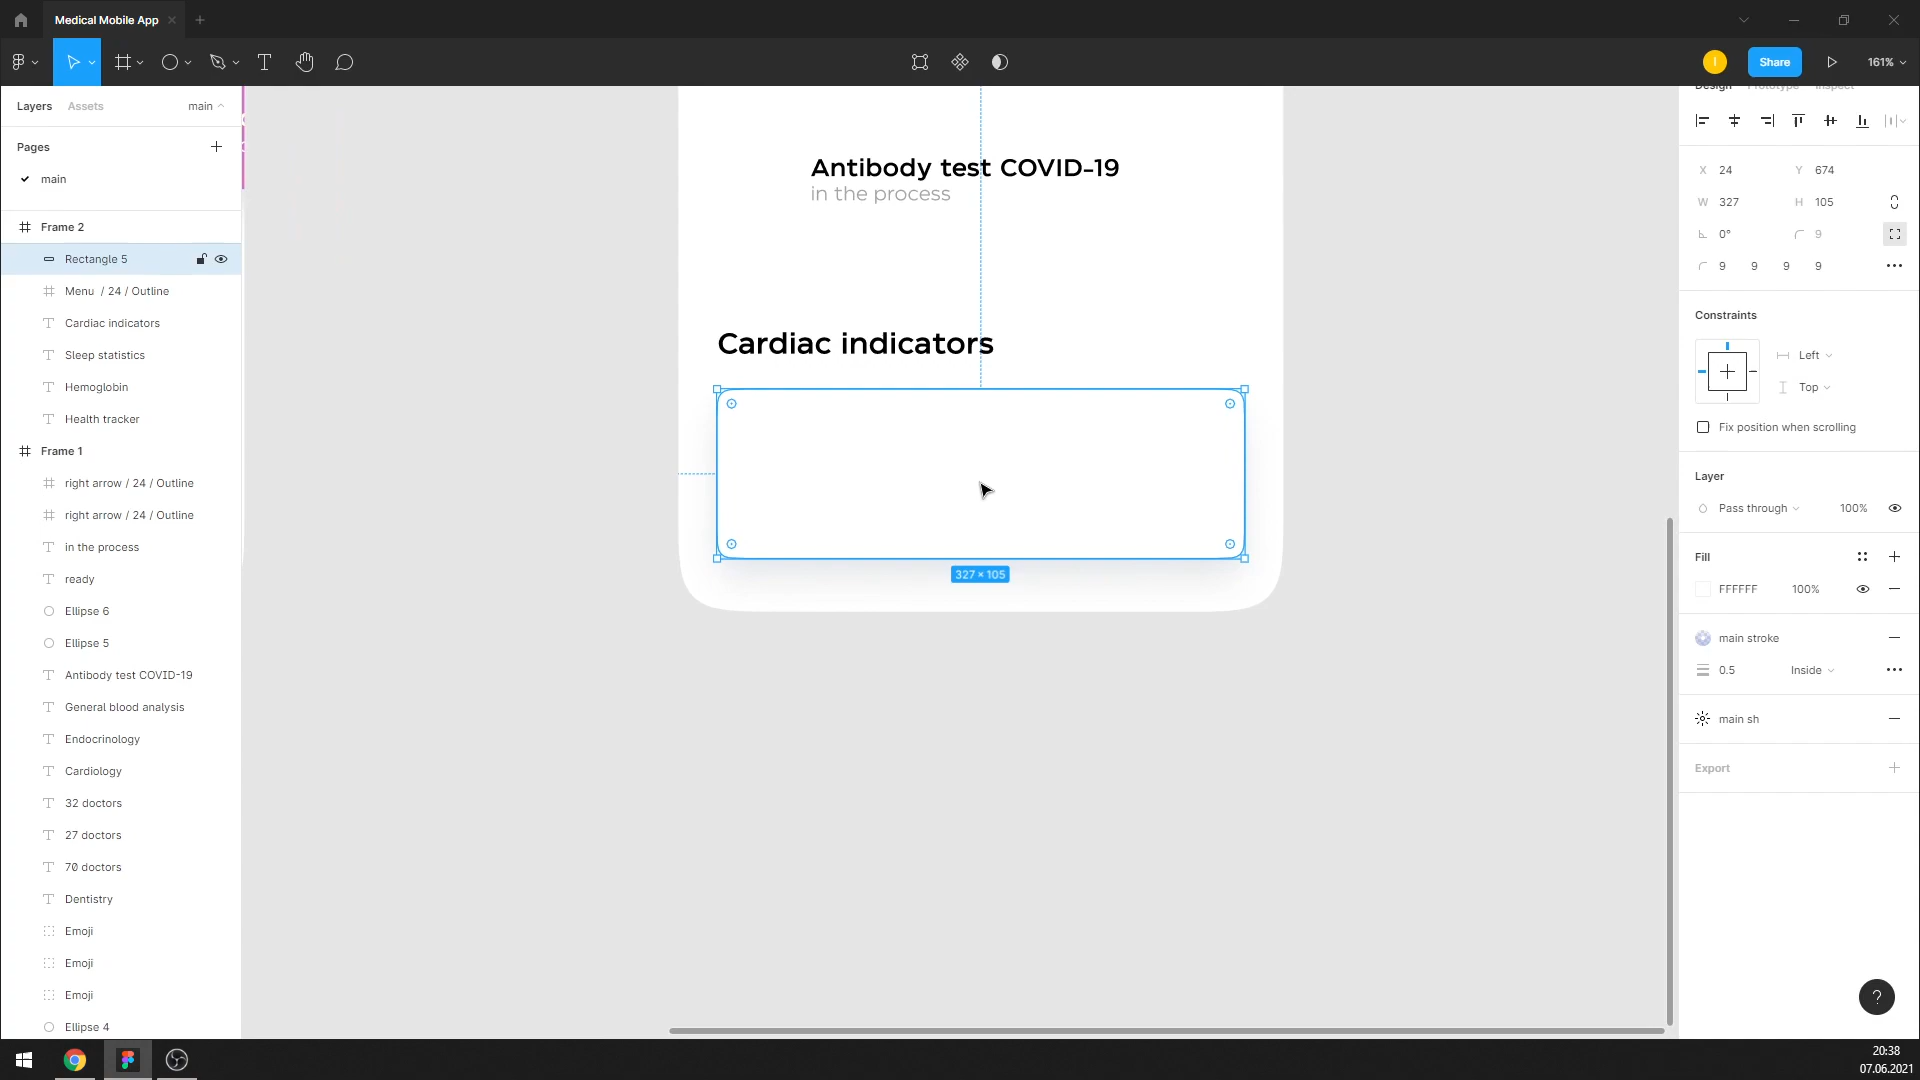 Medical Mobile App
Share
161%
Layers
Assets
main
Pages
main
Frame 2
Rectangle 5
Menu / 24 / Outline
Cardiac indicators
Sleep statistics
Hemoglobin
Health tracker
Frame 1
right arrow / 24 / Outline
right arrow / 24 / Outline
in the process
ready
Ellipse 6
Ellipse 5
Antibody test COVID-19
General blood analysis
Endocrinology
Cardiology
32 doctors
27 doctors
70 doctors
Dentistry
Emoji
Emoji
Emoji
Ellipse 4
Antibody test COVID-19
in the process
Cardiac indicators
327 × 105
Design Prototype Inspect
X 24 Y 674
W 327 H 105
0° 9
9 9 9 9
Constraints
Left
Top
Fix position when scrolling
Layer
Pass through 100%
Fill
FFFFFF 100%
main stroke
0.5 Inside
main sh
Export
?
20:38
07.06.2021